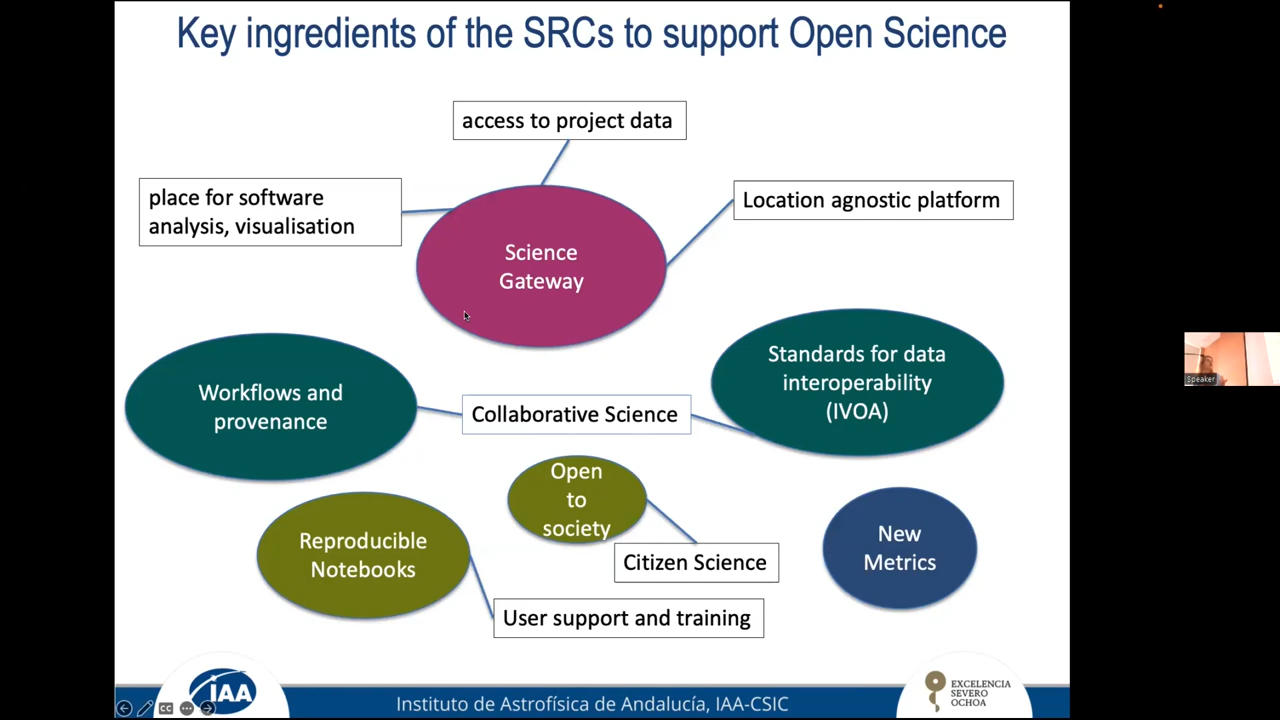 Key ingredients of the SRCs to support Open Science
access to project data
place for software
analysis, visualisation
Location agnostic platform
Science
Gateway
Standards for data
interoperability
(IVOA)
Workflows and
provenance
Collaborative Science
Open
to
society
Reproducible
Notebooks
New
Metrics
Citizen Science
User support and training
Speaker
IAA
Instituto de Astrofísica de Andalucía, IAA-CSIC
EXCELENCIA
SEVERO
OCHOA
CC